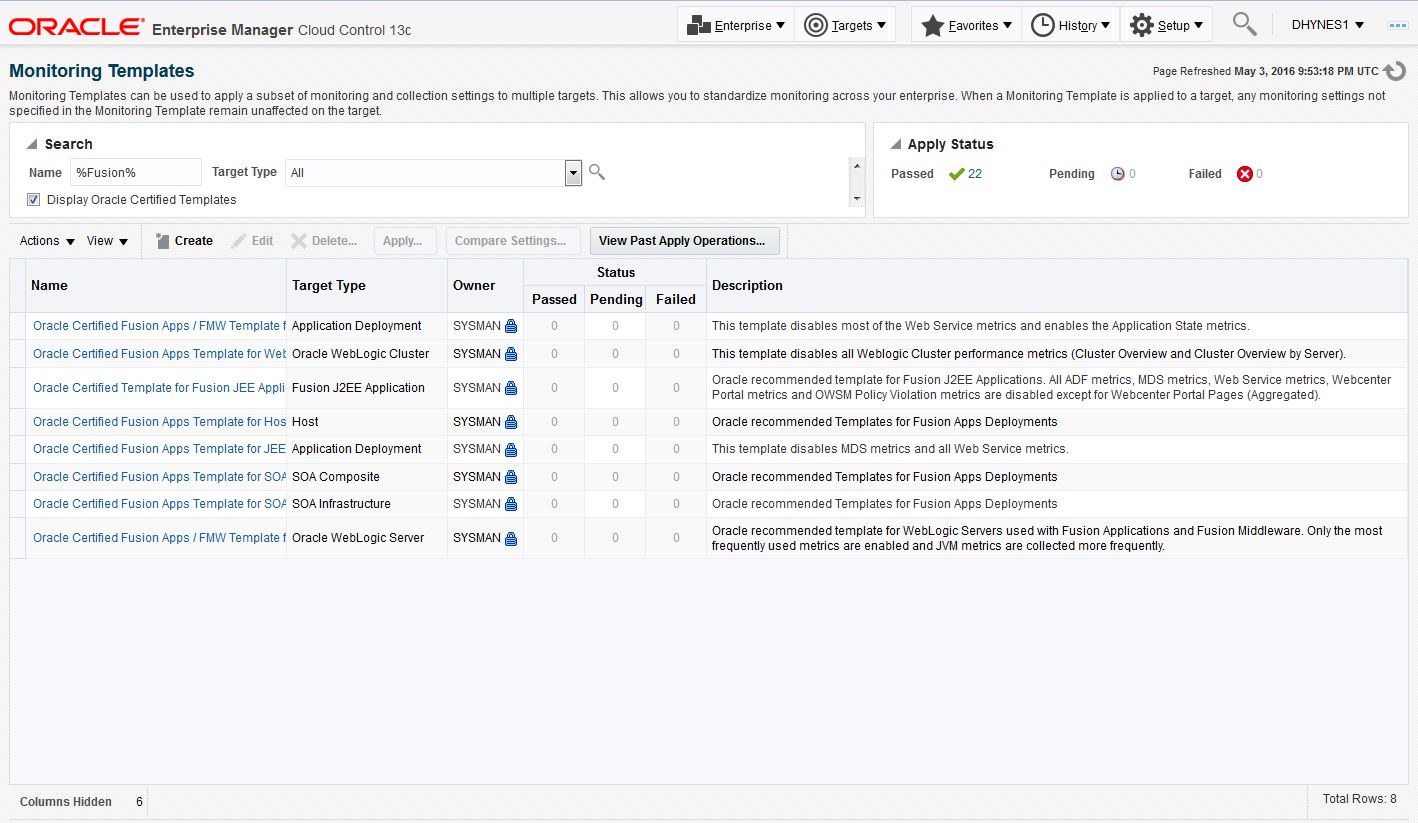 ORACLE® Enterprise Manager Cloud Control 13c Enterprise Targets Favorites History Setup DHYNES1
Monitoring Templates
Page Refreshed May 3, 2016 9:53:18 PM UTC
Monitoring Templates can be used to apply a subset of monitoring and collection settings to multiple targets. This allows you to standardize monitoring across your enterprise. When a Monitoring Template is applied to a target, any monitoring settings not
specified in the Monitoring Template remain unaffected on the target.
Search
Name %Fusion% Target Type All
Display Oracle Certified Templates
Apply Status
Passed 22 Pending 0 Failed 0
Actions View Create Edit Delete... Apply... Compare Settings... View Past Apply Operations...
Name Target Type Owner Status Description
Passed Pending Failed
Oracle Certified Fusion Apps / FMW Template f Application Deployment SYSMAN 0 0 0 This template disables most of the Web Service metrics and enables the Application State metrics.
Oracle Certified Fusion Apps Template for Web Oracle WebLogic Cluster SYSMAN 0 0 0 This template disables all Weblogic Cluster performance metrics (Cluster Overview and Cluster Overview by Server).
Oracle Certified Template for Fusion JEE Appli Fusion J2EE Application SYSMAN 0 0 0 Oracle recommended template for Fusion J2EE Applications. All ADF metrics, MDS metrics, Web Service metrics, Webcenter
Portal metrics and OWSM Policy Violation metrics are disabled except for Webcenter Portal Pages (Aggregated).
Oracle Certified Fusion Apps Template for Hos Host SYSMAN 0 0 0 Oracle recommended Templates for Fusion Apps Deployments
Oracle Certified Fusion Apps Template for JEE Application Deployment SYSMAN 0 0 0 This template disables MDS metrics and all Web Service metrics.
Oracle Certified Fusion Apps Template for SOA SOA Composite SYSMAN 0 0 0 Oracle recommended Templates for Fusion Apps Deployments
Oracle Certified Fusion Apps Template for SOA SOA Infrastructure SYSMAN 0 0 0 Oracle recommended Templates for Fusion Apps Deployments
Oracle Certified Fusion Apps / FMW Template f Oracle WebLogic Server SYSMAN 0 0 0 Oracle recommended template for WebLogic Servers used with Fusion Applications and Fusion Middleware. Only the most
frequently used metrics are enabled and JVM metrics are collected more frequently.
Columns Hidden 6 Total Rows: 8